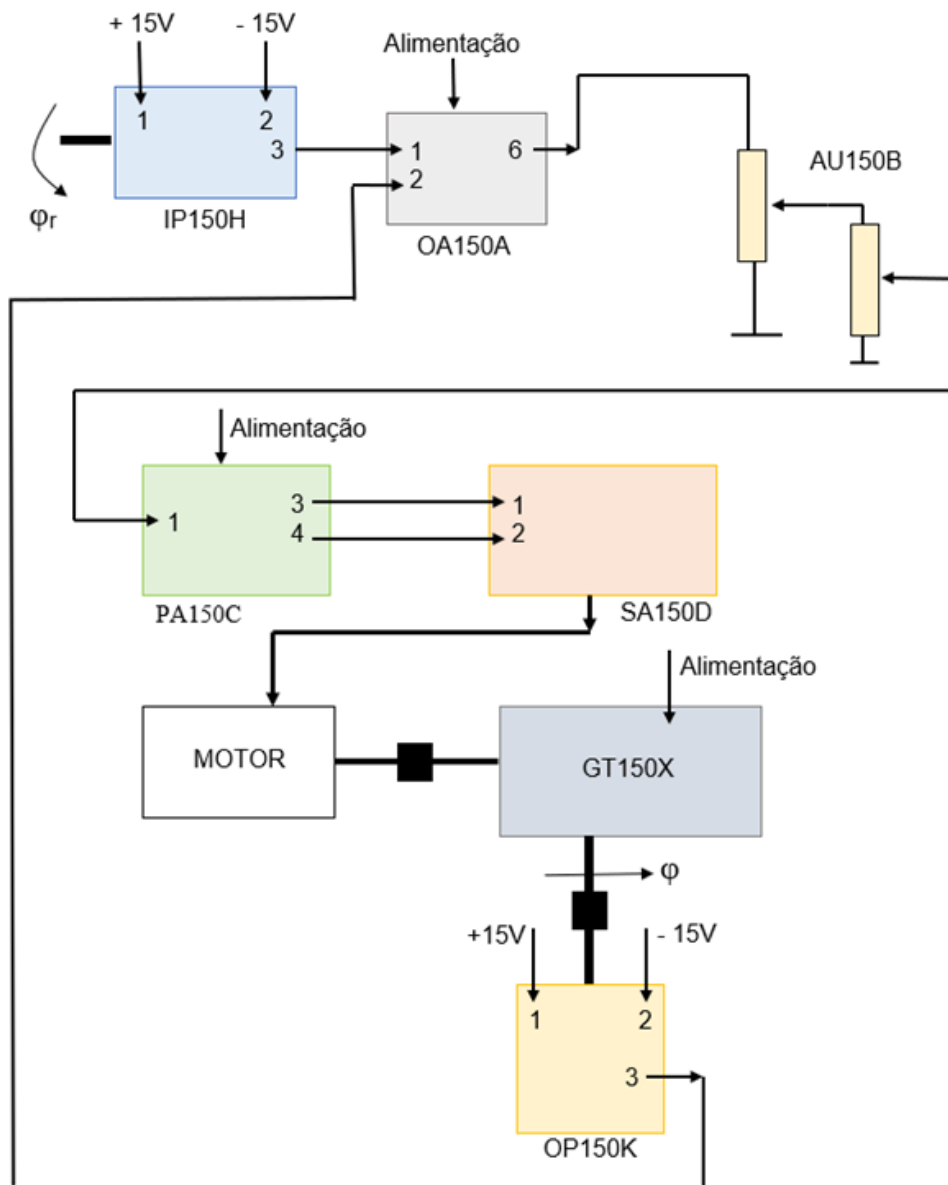 + 15V
- 15V
Alimentação
1
2
3
1
2
6
AU150B
φr
IP150H
OA150A
Alimentação
1
3
4
1
2
PA150C
SA150D
Alimentação
MOTOR
GT150X
φ
+15V
- 15V
1
2
3
OP150K